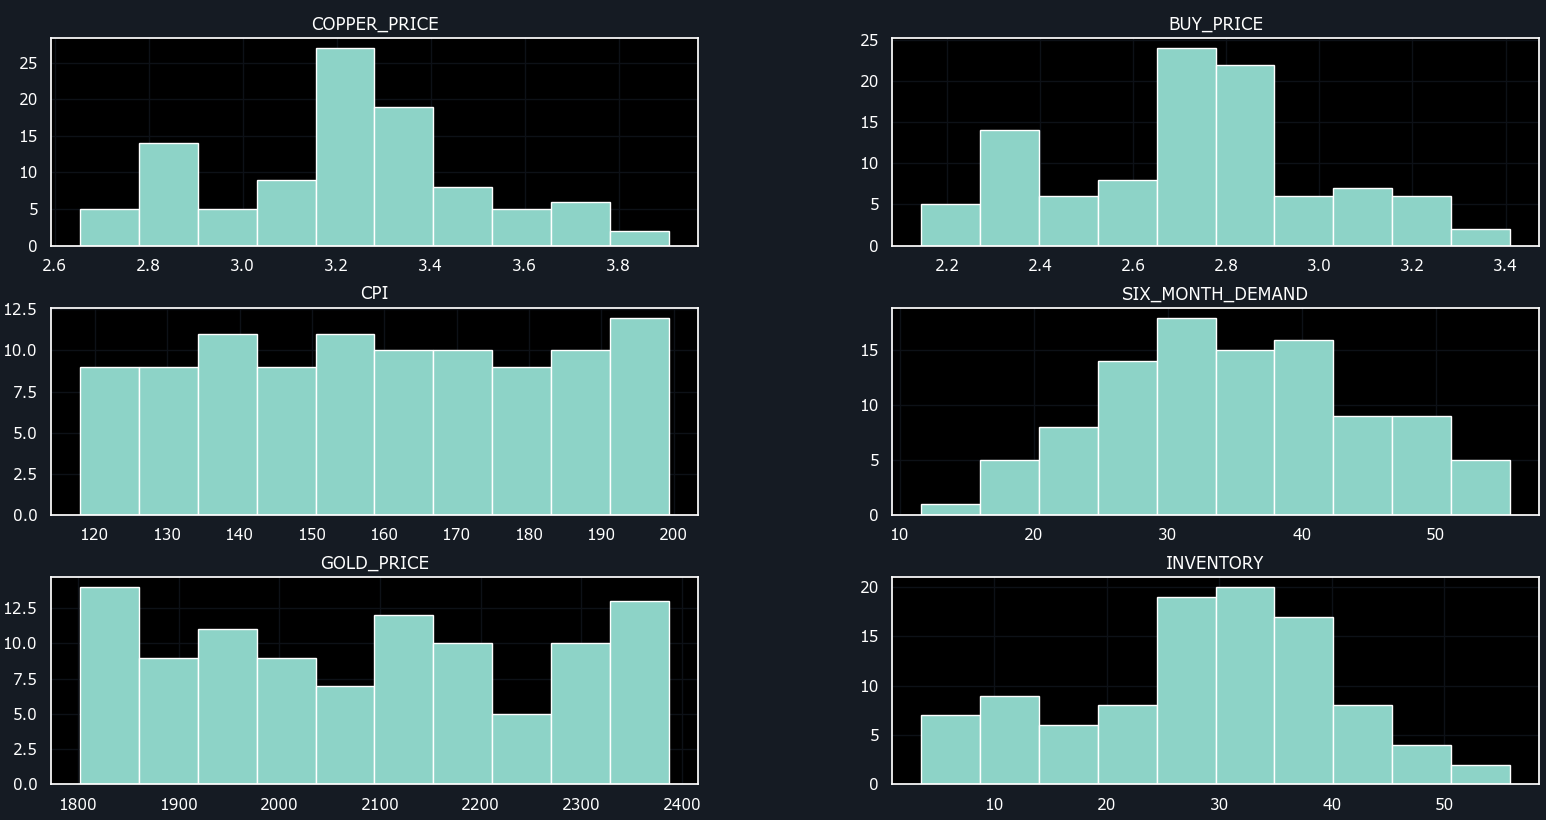 COPPER_PRICE
25
20
15
10
5
0
2.6 2.8 3.0 3.2 3.4 3.6 3.8
BUY_PRICE
25
20
15
10
5
0
2.2 2.4 2.6 2.8 3.0 3.2 3.4
CPI
12.5
10.0
7.5
5.0
2.5
0.0
120 130 140 150 160 170 180 190 200
SIX_MONTH_DEMAND
15
10
5
0
10 20 30 40 50
GOLD_PRICE
12.5
10.0
7.5
5.0
2.5
0.0
1800 1900 2000 2100 2200 2300 2400
INVENTORY
20
15
10
5
0
10 20 30 40 50